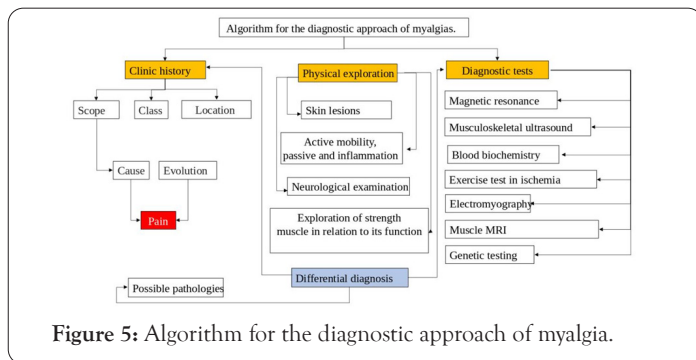 Algorithm for the diagnostic approach of myalgias.
Clinic history
Physical exploration
Diagnostic tests
Scope
Class
Location
Cause
Evolution
Pain
Skin lesions
Active mobility,
passive and inflammation
Neurological examination
Exploration of strength
muscle in relation to its function
Magnetic resonance
Musculoskeletal ultrasound
Blood biochemistry
Exercise test in ischemia
Electromyography
Muscle MRI
Genetic testing
Differential diagnosis
Possible pathologies
Figure 5: Algorithm for the diagnostic approach of myalgia.